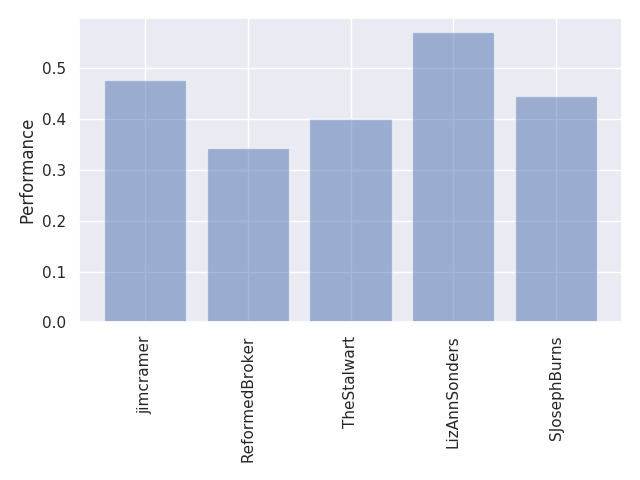 Performance
0.5
0.4
0.3
0.2
0.1
0.0
jimcramer
ReformedBroker
TheStalwart
LizAnnSonders
SJosephBurns